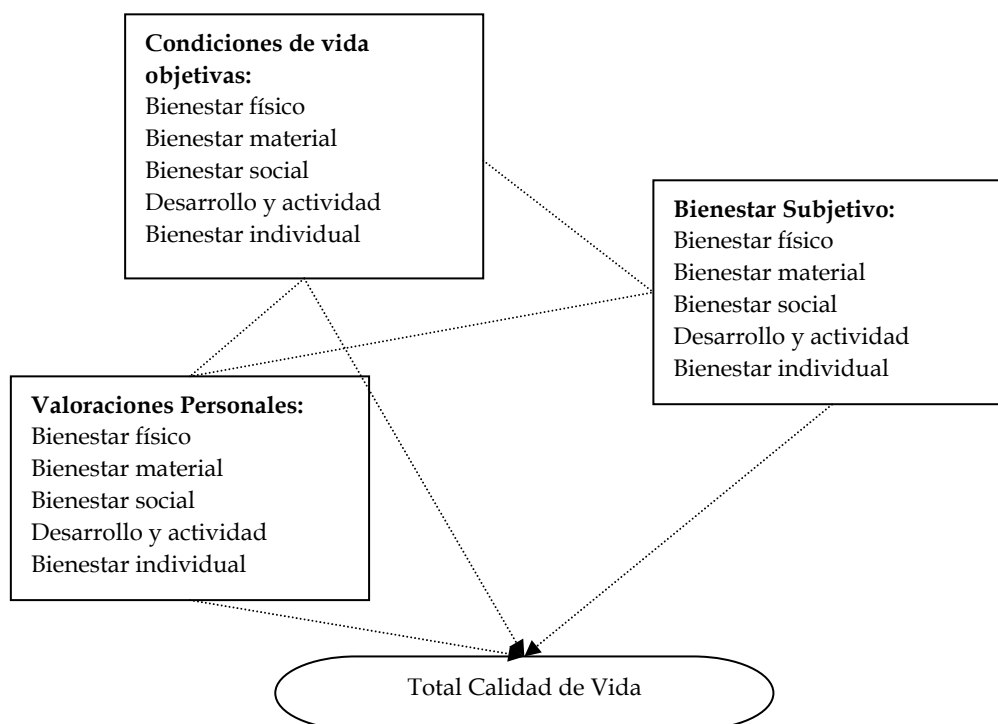 Condiciones de vida
objetivas:
Bienestar físico
Bienestar material
Bienestar social
Desarrollo y actividad
Bienestar individual
Bienestar Subjetivo:
Bienestar físico
Bienestar material
Bienestar social
Desarrollo y actividad
Bienestar individual
Valoraciones Personales:
Bienestar físico
Bienestar material
Bienestar social
Desarrollo y actividad
Bienestar individual
Total Calidad de Vida